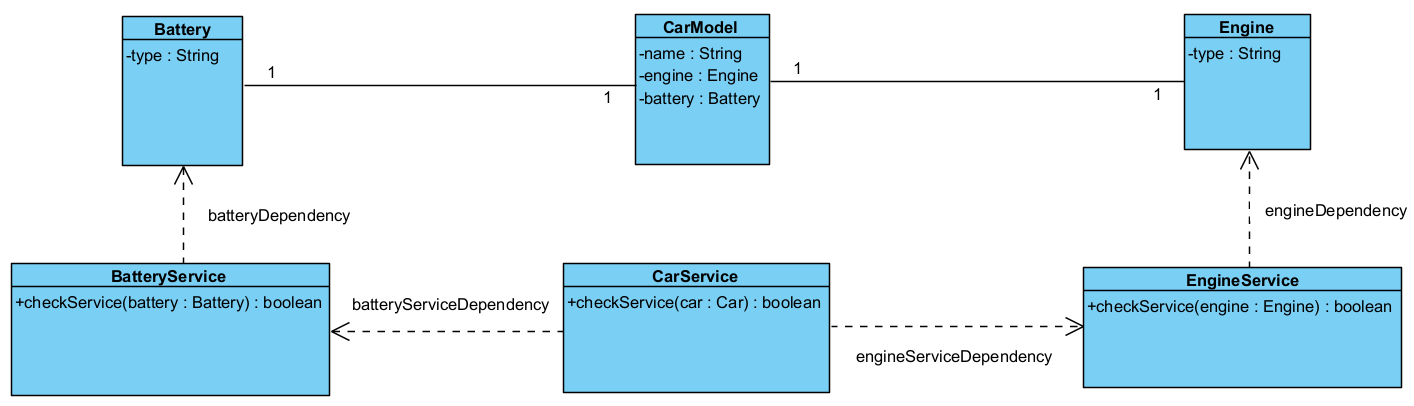 Battery
-type : String
1
1
CarModel
-name : String
-engine : Engine
-battery : Battery
1
1
Engine
-type : String
batteryDependency
engineDependency
BatteryService
+checkService(battery : Battery) : boolean
batteryServiceDependency
CarService
+checkService(car : Car) : boolean
engineServiceDependency
EngineService
+checkService(engine : Engine) : boolean